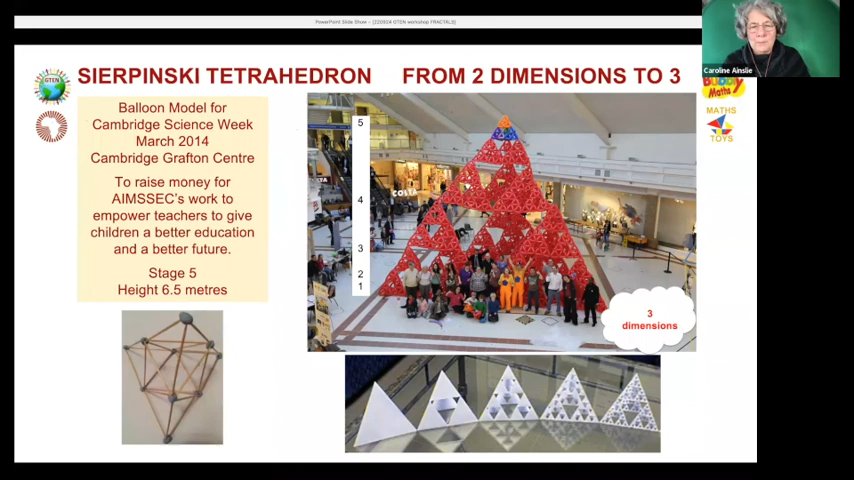 PowerPoint Slide Show - [220924 GTEN workshop FRACTALS]
Caroline Ainslie
GTEN
SIERPINSKI TETRAHEDRON FROM 2 DIMENSIONS TO 3
Bubbly
Maths
MATHS
TOYS
Balloon Model for
Cambridge Science Week
March 2014
Cambridge Grafton Centre
To raise money for
AIMSSEC's work to
empower teachers to give
children a better education
and a better future.
Stage 5
Height 6.5 metres
5
4
3
2
1
COSTA
3
dimensions